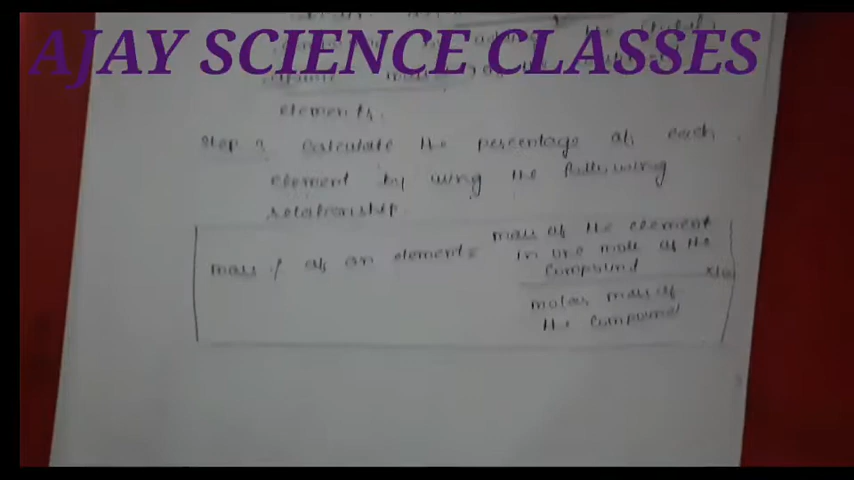 AJAY SCIENCE CLASSES
elements.
Step 2 Calculate the percentage of each
element by using the following
relationship.
mass % of an element = mass of the element
in one mole of the
compound
x100
molar mass of
the compound